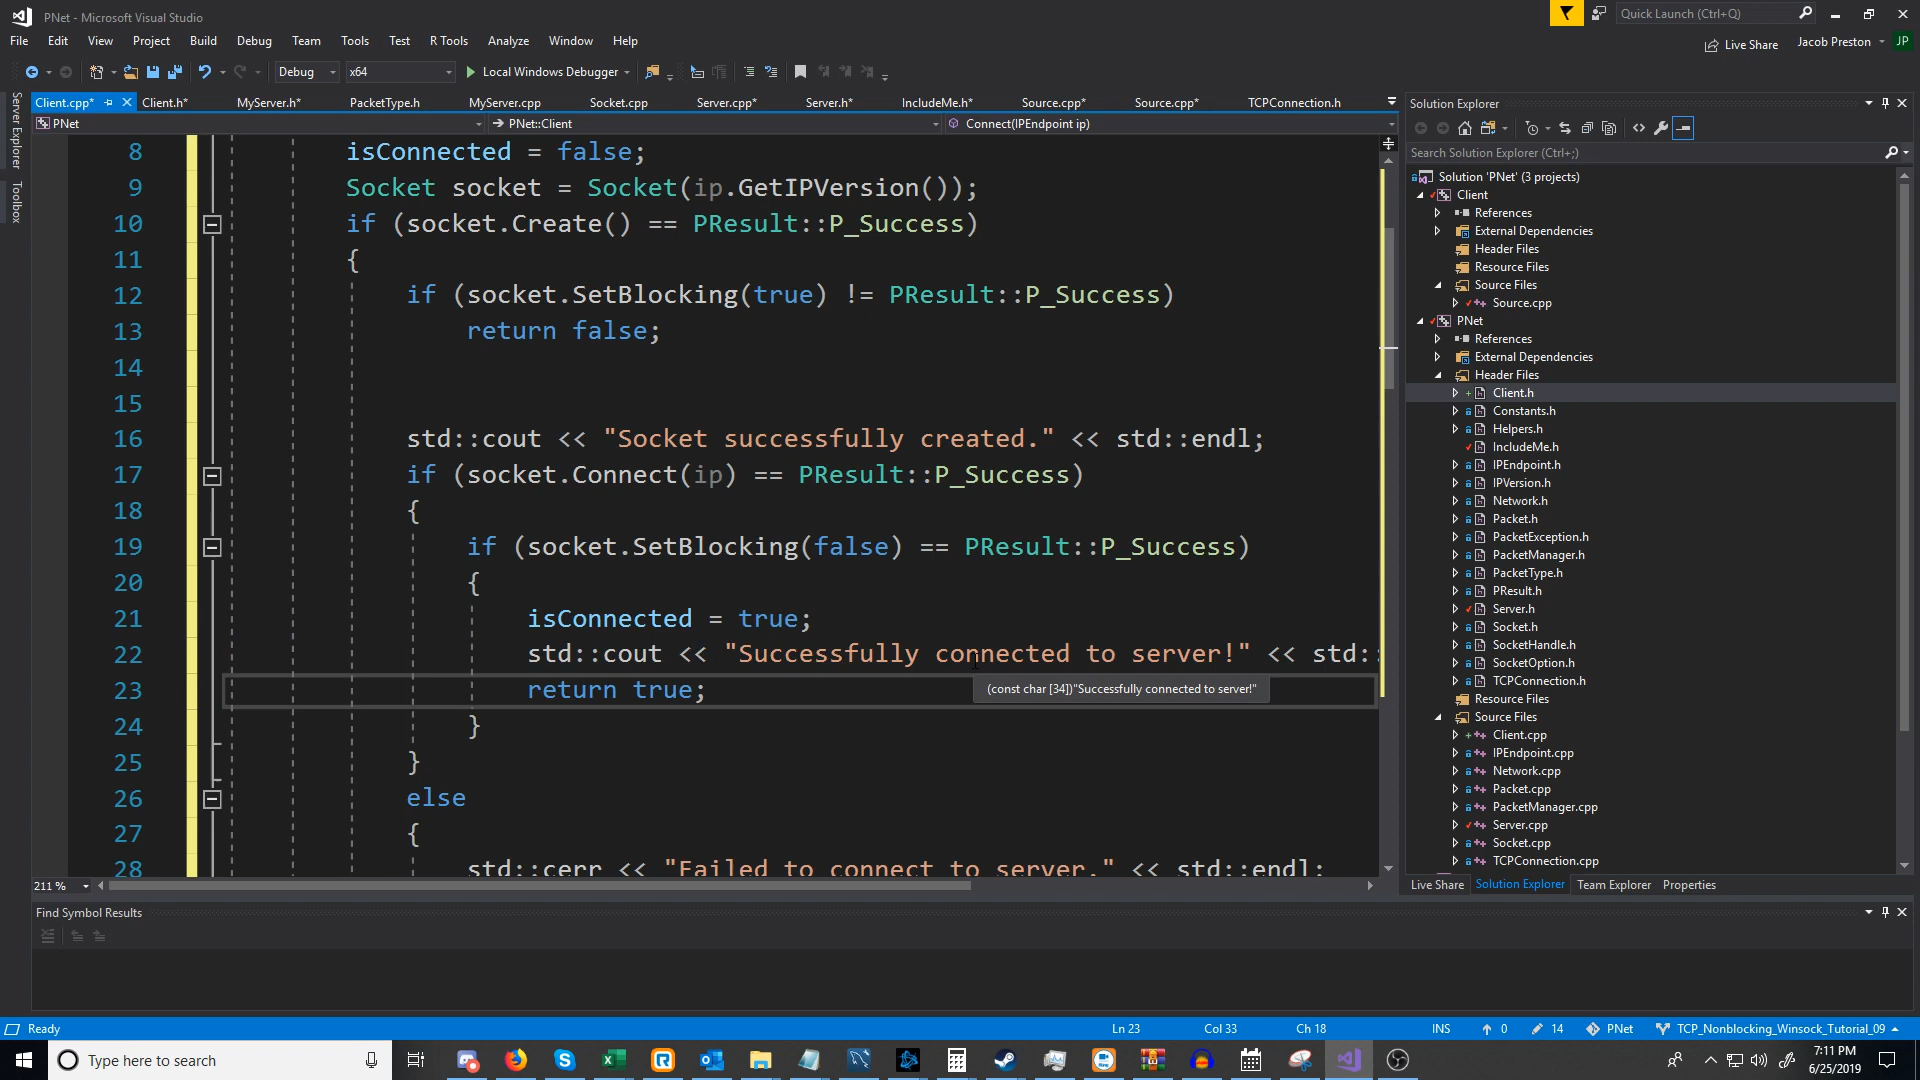 PNet - Microsoft Visual Studio
Quick Launch (Ctrl+Q)
File Edit View Project Build Debug Team Tools Test R Tools Analyze Window Help
Live Share Jacob Preston JP
Debug x64 Local Windows Debugger
Client.cpp* Client.h* MyServer.h* PacketType.h MyServer.cpp Socket.cpp Server.cpp* Server.h* IncludeMe.h* Source.cpp* Source.cpp* TCPConnection.h
PNet PNet::Client Connect(IPEndpoint ip)
Server Explorer
Toolbox
8 isConnected = false;
9 Socket socket = Socket(ip.GetIPVersion());
10 if (socket.Create() == PResult::P_Success)
11 {
12 if (socket.SetBlocking(true) != PResult::P_Success)
13 return false;
14
15
16 std::cout << "Socket successfully created." << std::endl;
17 if (socket.Connect(ip) == PResult::P_Success)
18 {
19 if (socket.SetBlocking(false) == PResult::P_Success)
20 {
21 isConnected = true;
22 std::cout << "Successfully connected to server!" << std::
23 return true;
(const char [34])"Successfully connected to server!"
24 }
25 }
26 else
27 {
28 std::cerr << "Failed to connect to server." << std::endl;
211 %
Solution Explorer
Search Solution Explorer (Ctrl+;)
Solution 'PNet' (3 projects)
Client
References
External Dependencies
Header Files
Resource Files
Source Files
Source.cpp
PNet
References
External Dependencies
Header Files
Client.h
Constants.h
Helpers.h
IncludeMe.h
IPEndpoint.h
IPVersion.h
Network.h
Packet.h
PacketException.h
PacketManager.h
PacketType.h
PResult.h
Server.h
Socket.h
SocketHandle.h
SocketOption.h
TCPConnection.h
Resource Files
Source Files
Client.cpp
IPEndpoint.cpp
Network.cpp
Packet.cpp
PacketManager.cpp
Server.cpp
Socket.cpp
TCPConnection.cpp
Live Share Solution Explorer Team Explorer Properties
Find Symbol Results
Ready Ln 23 Col 33 Ch 18 INS 0 14 PNet TCP_Nonblocking_Winsock_Tutorial_09
Type here to search
7:11 PM
6/25/2019